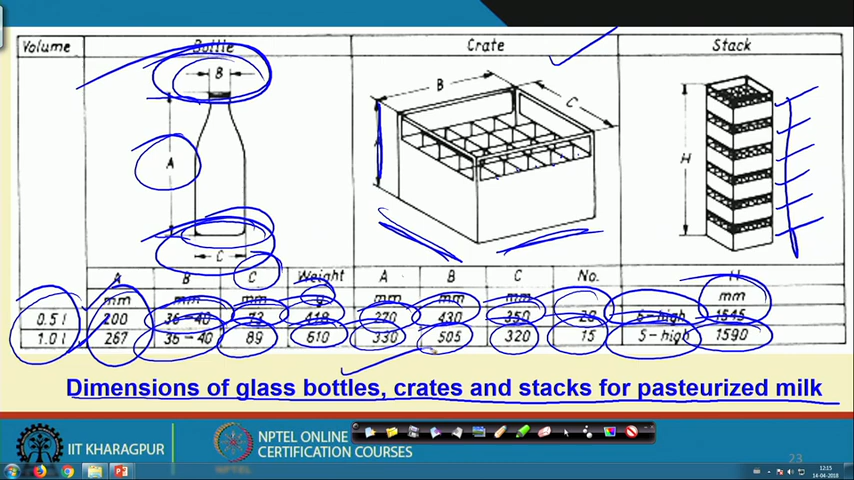 Volume Bottle Crate Stack
B
A
C
B
C
H
A B C Weight A B C No. H
mm mm mm g mm mm mm mm
0.5 l 200 36-40 73 418 270 430 350 20 6-high 1545
1.0 l 267 36-40 89 610 330 505 320 15 5-high 1590
Dimensions of glass bottles, crates and stacks for pasteurized milk
IIT KHARAGPUR
NPTEL ONLINE
CERTIFICATION COURSES
NPTEL
23
12:15
14-04-2018